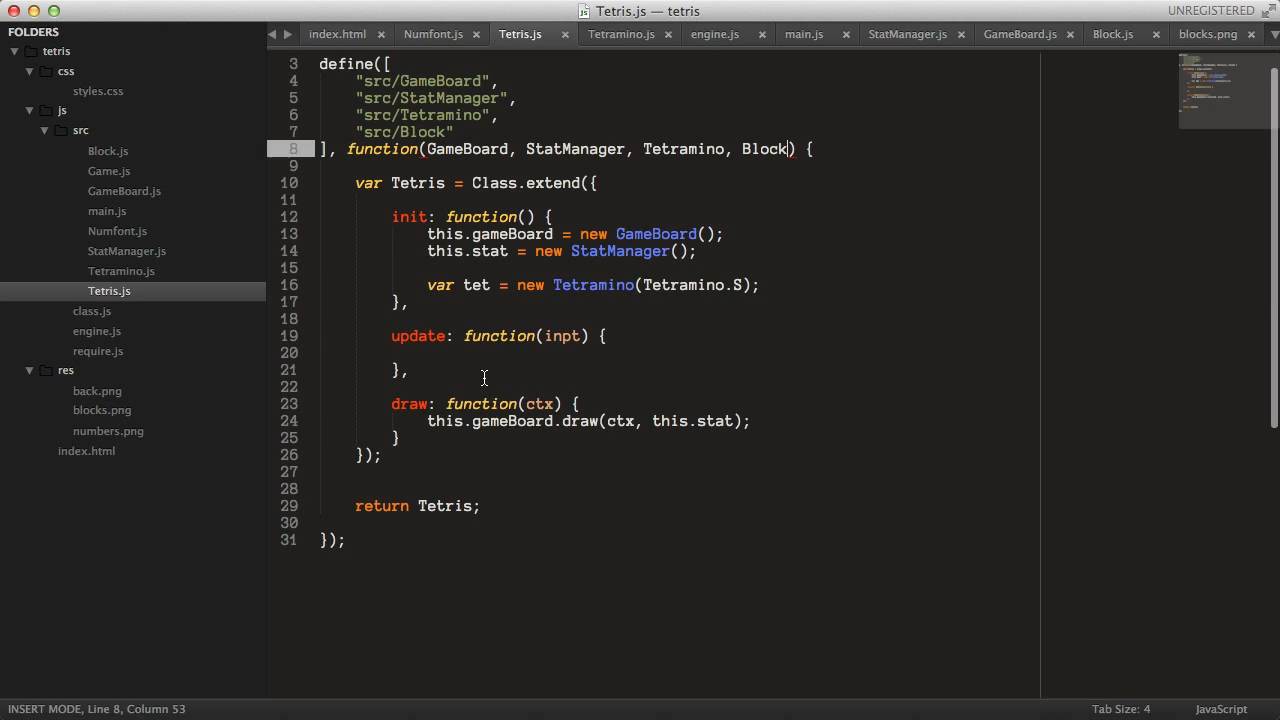 Tetris.js — tetris
UNREGISTERED
FOLDERS
tetris
css
styles.css
js
src
Block.js
Game.js
GameBoard.js
main.js
Numfont.js
StatManager.js
Tetramino.js
Tetris.js
class.js
engine.js
require.js
res
back.png
blocks.png
numbers.png
index.html
index.html Numfont.js Tetris.js Tetramino.js engine.js main.js StatManager.js GameBoard.js Block.js blocks.png
3 define([
4 "src/GameBoard",
5 "src/StatManager",
6 "src/Tetramino",
7 "src/Block"
8 ], function(GameBoard, StatManager, Tetramino, Block) {
9
10 var Tetris = Class.extend({
11
12 init: function() {
13 this.gameBoard = new GameBoard();
14 this.stat = new StatManager();
15
16 var tet = new Tetramino(Tetramino.S);
17 },
18
19 update: function(inpt) {
20
21 },
22
23 draw: function(ctx) {
24 this.gameBoard.draw(ctx, this.stat);
25 }
26 });
27
28
29 return Tetris;
30
31 });
INSERT MODE, Line 8, Column 53
Tab Size: 4
JavaScript